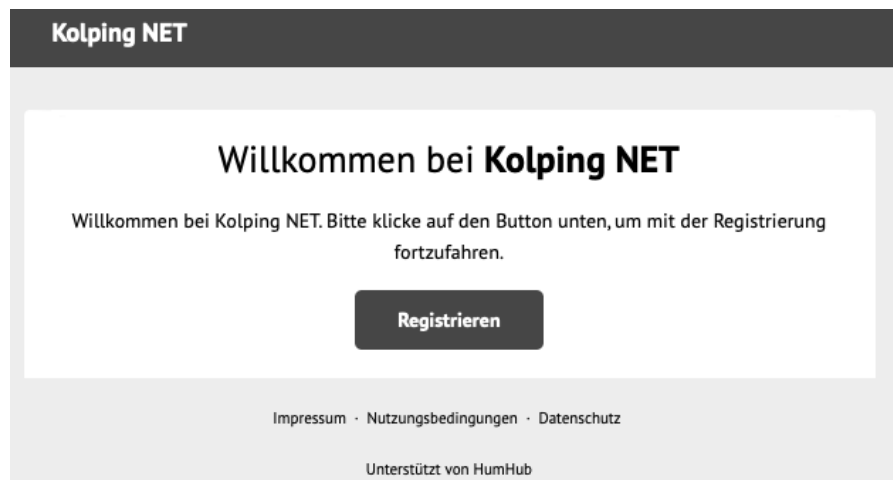 Kolping NET
Willkommen bei Kolping NET
Willkommen bei Kolping NET. Bitte klicke auf den Button unten, um mit der Registrierung
fortzufahren.
Registrieren
Impressum · Nutzungsbedingungen · Datenschutz
Unterstützt von HumHub